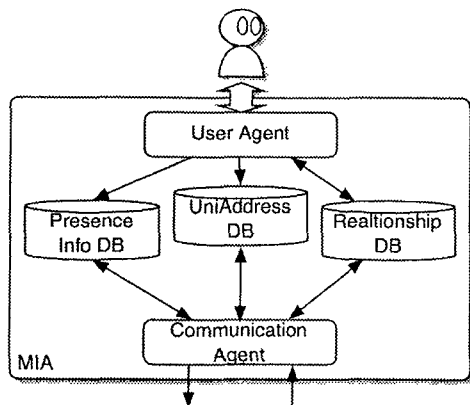 User Agent
Presence
Info DB
UniAddress
DB
Realtionship
DB
Communication
Agent
MIA